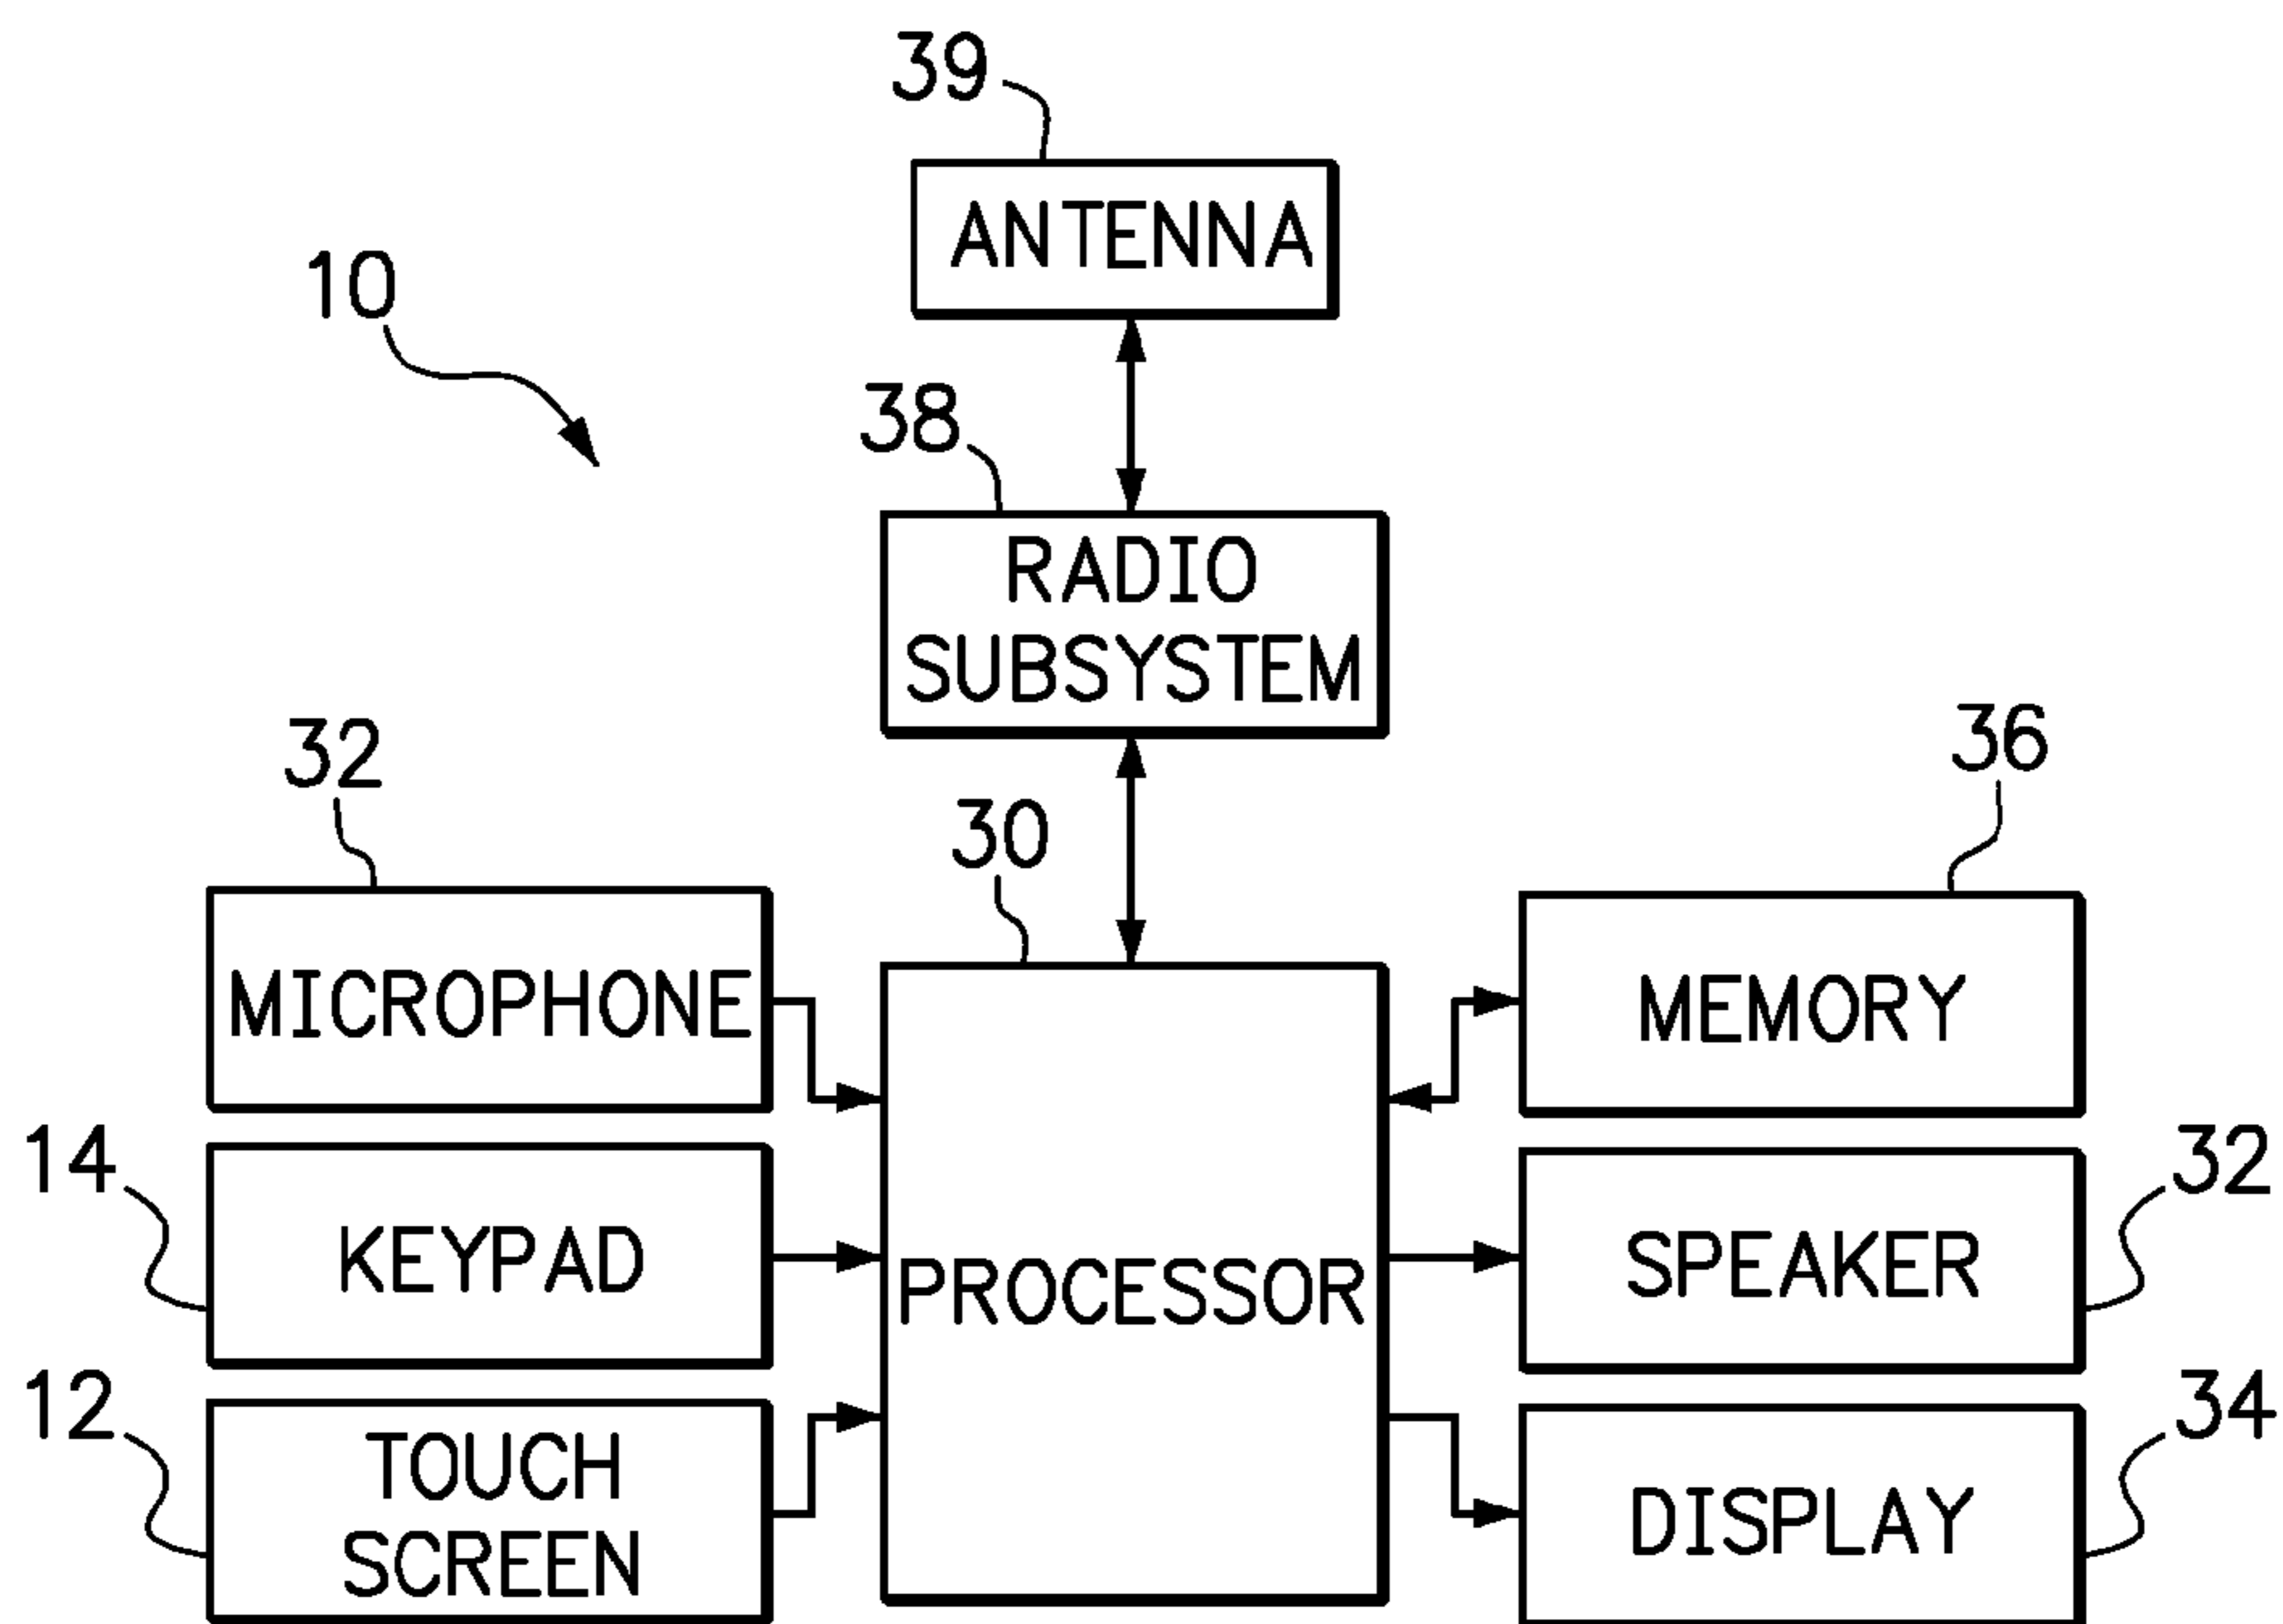 39
ANTENNA
10
38
RADIO
SUBSYSTEM
32
36
30
MICROPHONE
MEMORY
14
32
KEYPAD
SPEAKER
PROCESSOR
12
34
TOUCH
SCREEN
DISPLAY